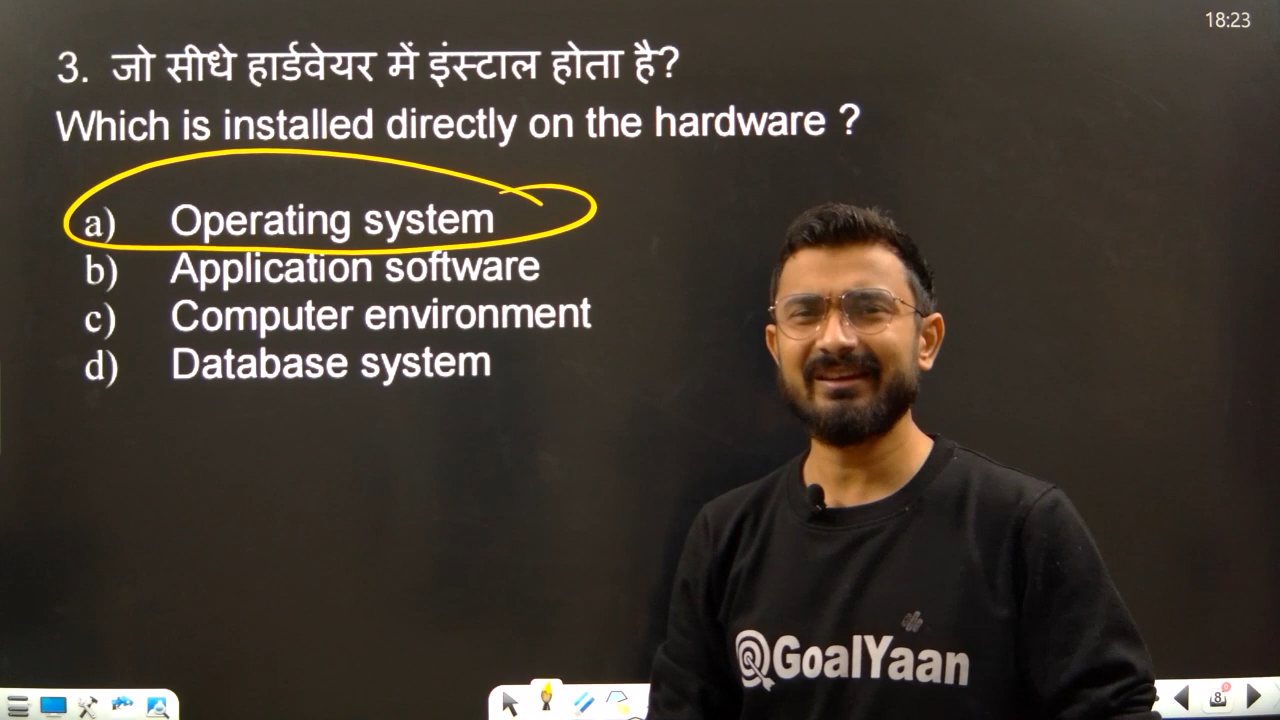 18:23
3. जो सीधे हार्डवेयर में इंस्टाल होता है?
Which is installed directly on the hardware ?
a) Operating system
b) Application software
c) Computer environment
d) Database system
GoalYaan
8